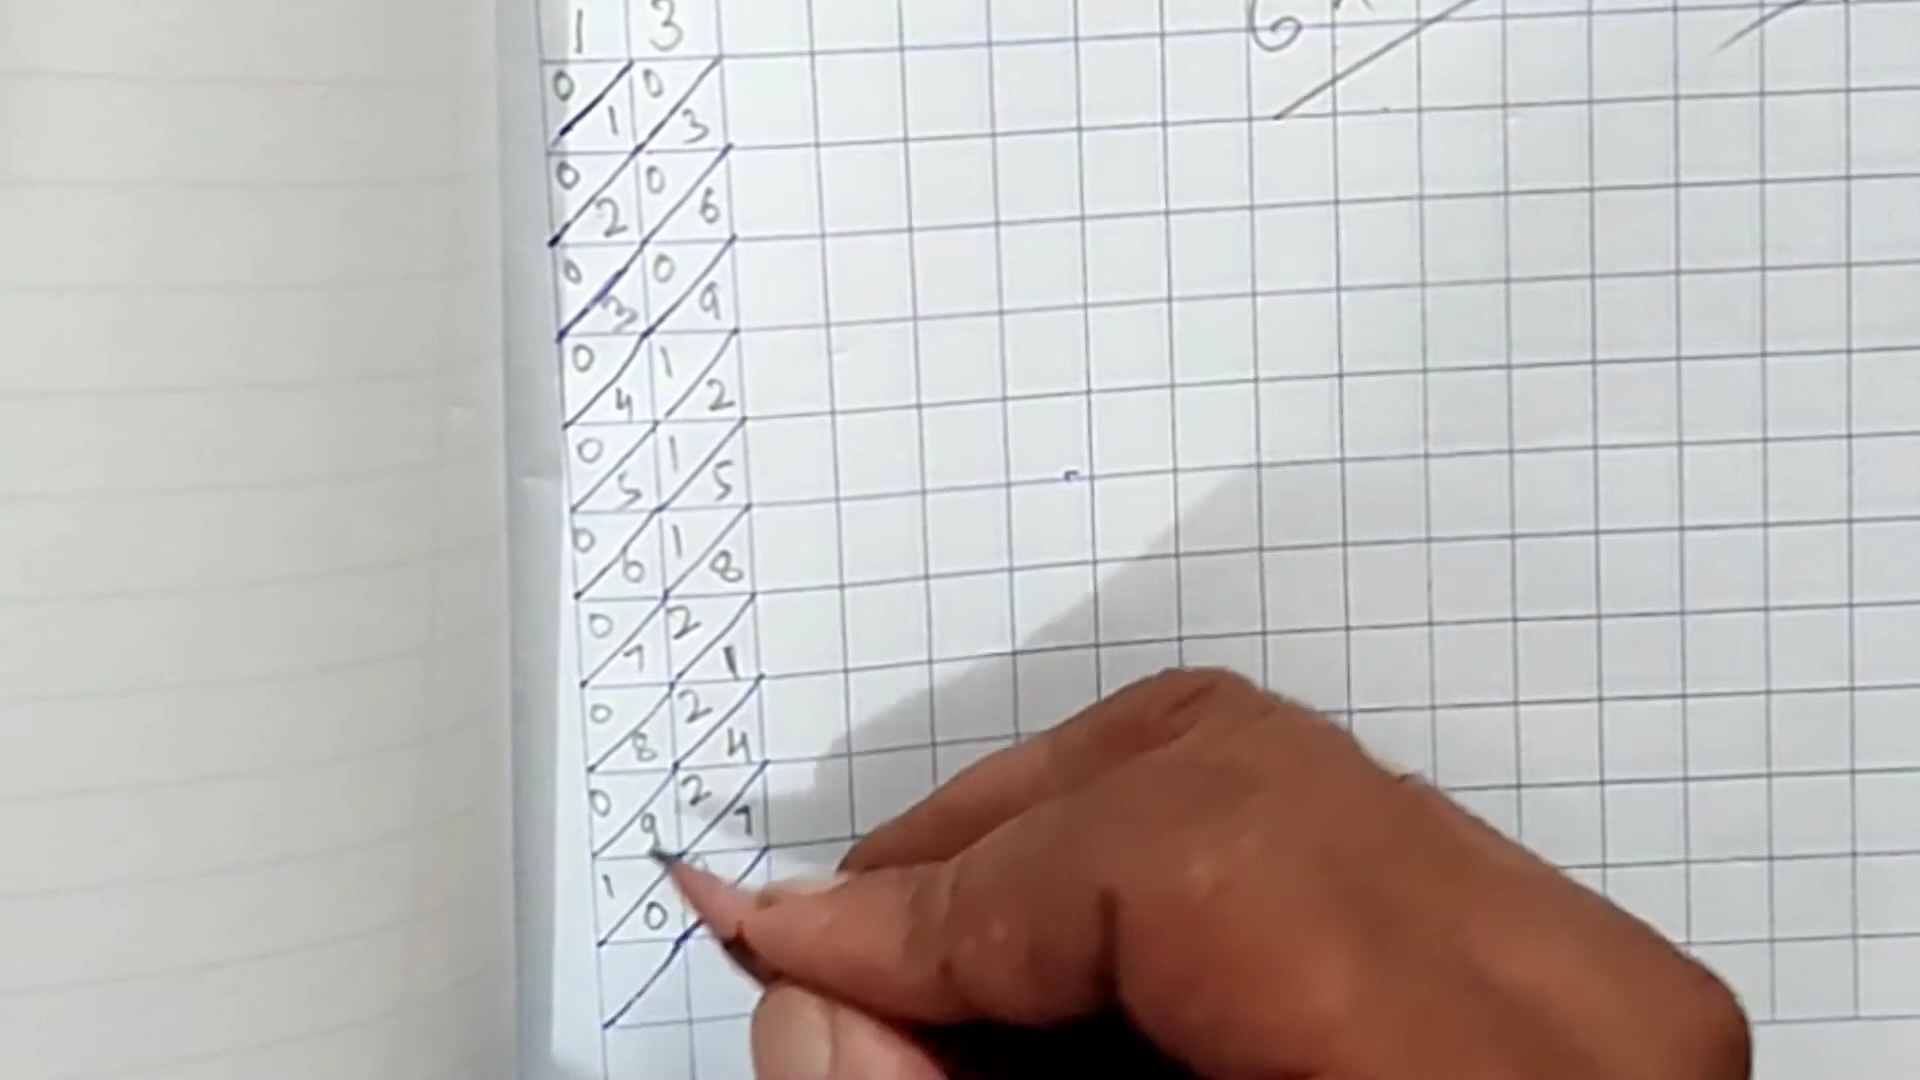 1 3
6
0 1 0 3
0 2 0 6
0 3 0 9
0 4 1 2
0 5 1 5
0 6 1 8
0 7 2 1
0 8 2 4
0 9 2 7
1 0